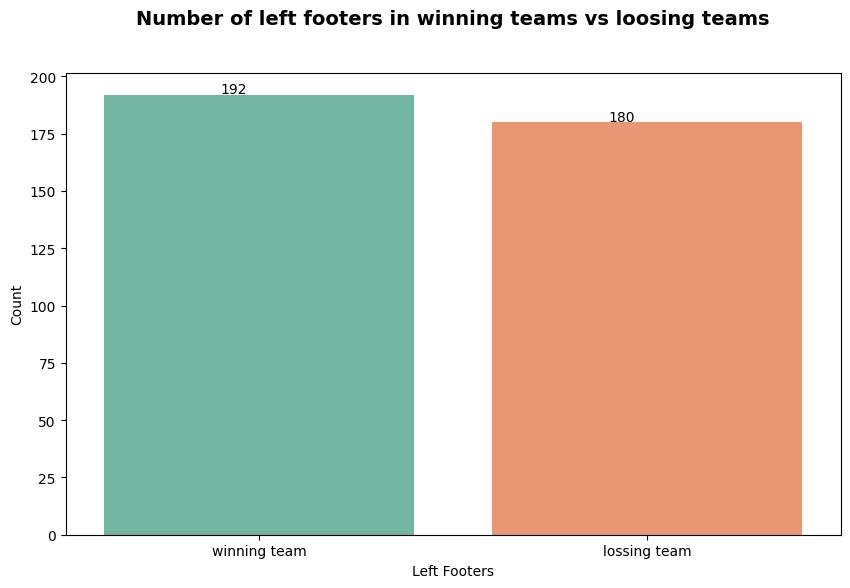 Number of left footers in winning teams vs loosing teams
200
175
150
125
100
75
50
25
0
Count
192
180
winning team
lossing team
Left Footers